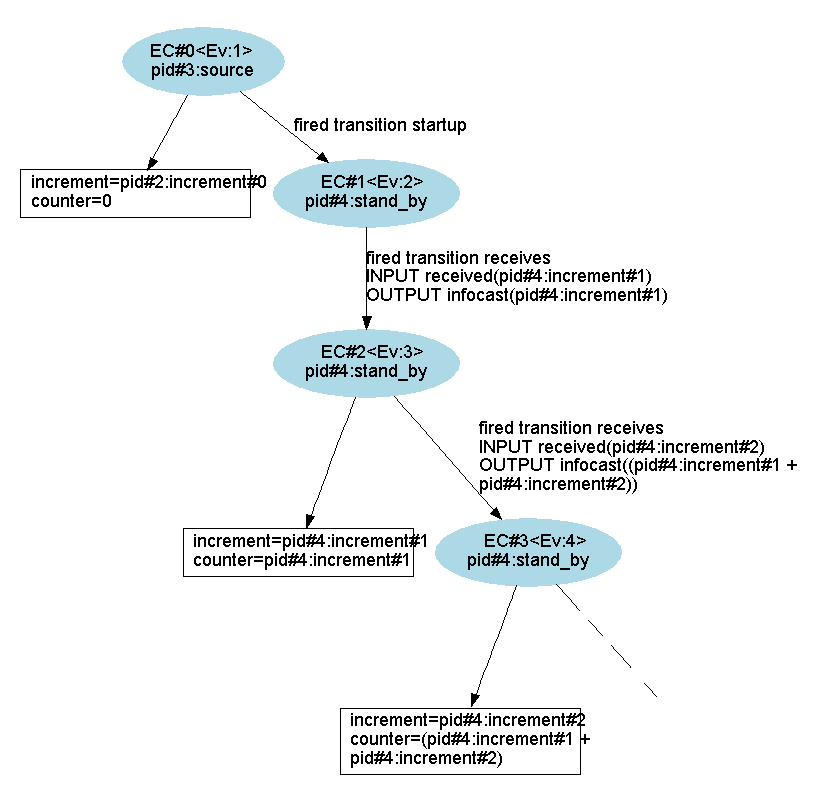 EC#0<Ev:1>
pid#3:source
fired transition startup
increment=pid#2:increment#0
counter=0
EC#1<Ev:2>
pid#4:stand_by
fired transition receives
INPUT received(pid#4:increment#1)
OUTPUT infocast(pid#4:increment#1)
EC#2<Ev:3>
pid#4:stand_by
fired transition receives
INPUT received(pid#4:increment#2)
OUTPUT infocast((pid#4:increment#1 +
pid#4:increment#2))
increment=pid#4:increment#1
counter=pid#4:increment#1
EC#3<Ev:4>
pid#4:stand_by
increment=pid#4:increment#2
counter=(pid#4:increment#1 +
pid#4:increment#2)